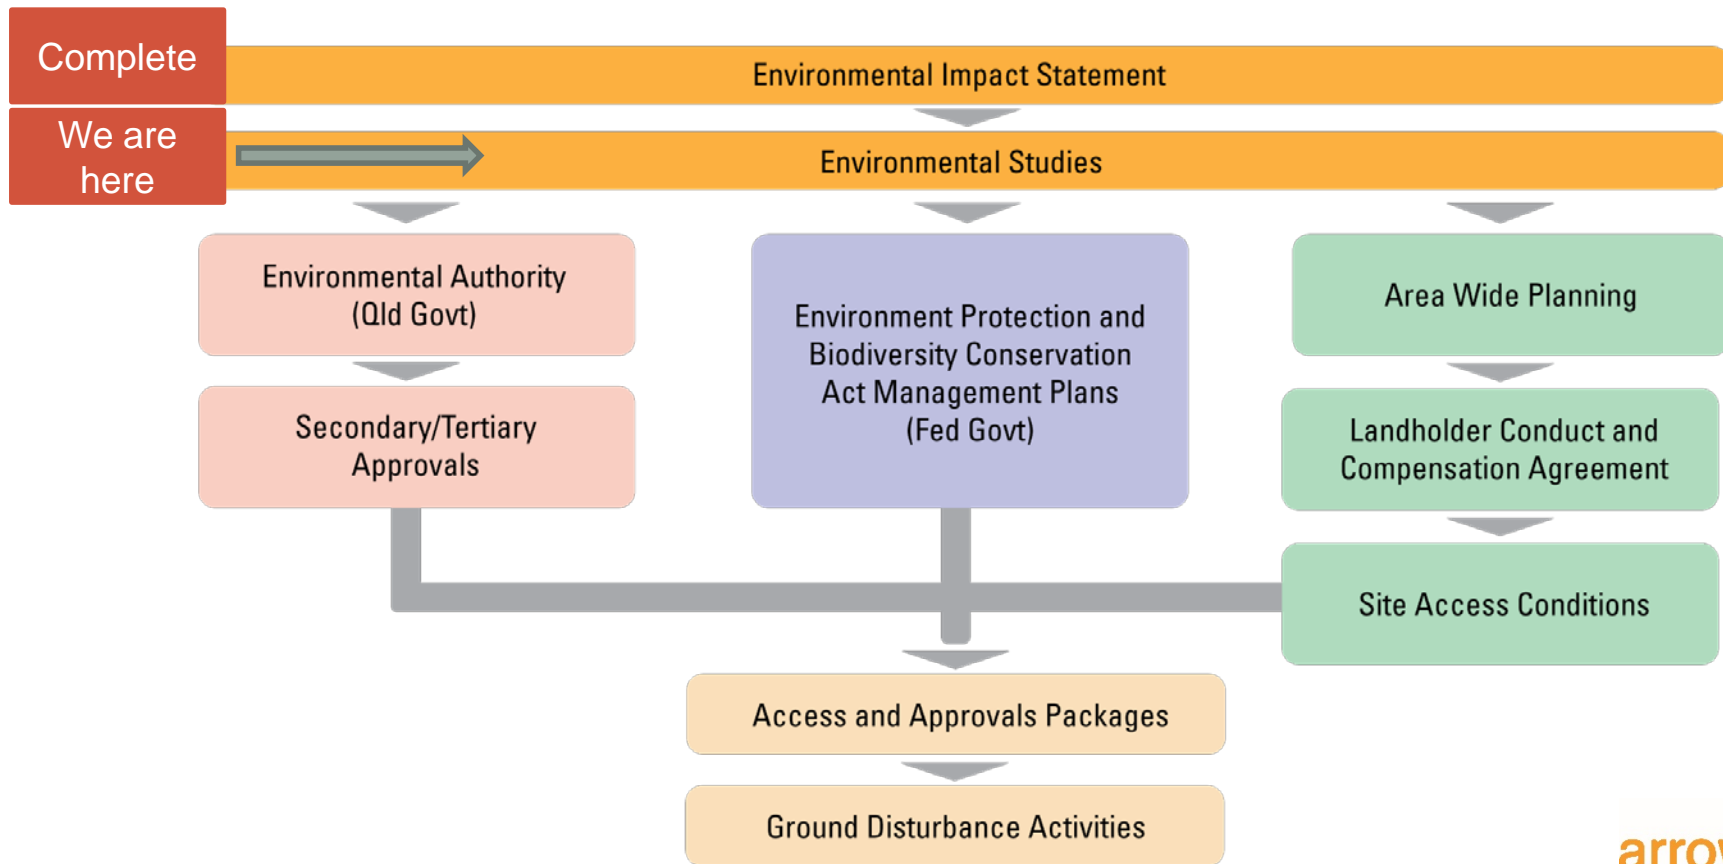 Complete
Environmental Impact Statement
We are
here
Environmental Studies
Environmental Authority
(Qld Govt)
Secondary/Tertiary
Approvals
Environment Protection and
Biodiversity Conservation
Act Management Plans
(Fed Govt)
Area Wide Planning
Landholder Conduct and
Compensation Agreement
Site Access Conditions
Access and Approvals Packages
Ground Disturbance Activities